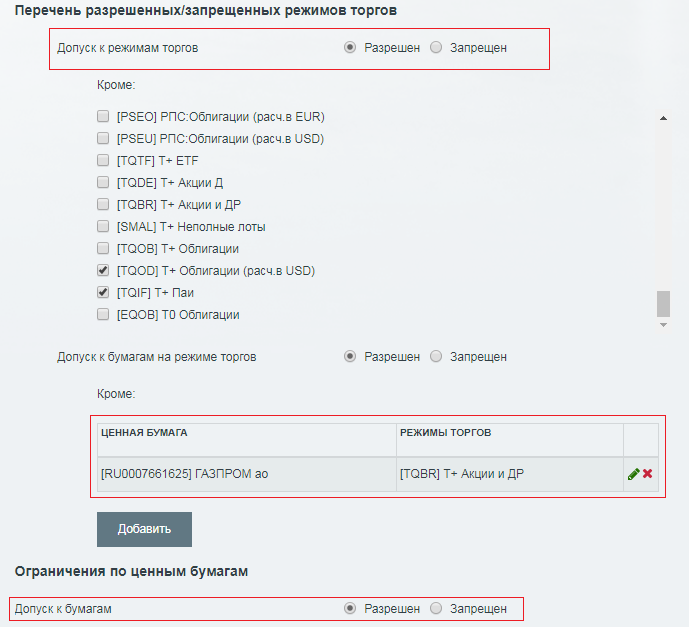 Перечень разрешенных/запрещенных режимов торгов
Допуск к режимам торгов Разрешен Запрещен
Кроме:
[PSEO] РПС:Облигации (расч.в EUR)
[PSEU] РПС:Облигации (расч.в USD)
[TQTF] Т+ ETF
[TQDE] Т+ Акции Д
[TQBR] Т+ Акции и ДР
[SMAL] Т+ Неполные лоты
[TQOB] Т+ Облигации
[TQOD] Т+ Облигации (расч.в USD)
[TQIF] Т+ Паи
[EQOB] Т0 Облигации
Допуск к бумагам на режиме торгов Разрешен Запрещен
Кроме:
ЦЕННАЯ БУМАГА РЕЖИМЫ ТОРГОВ
[RU0007661625] ГАЗПРОМ ао [TQBR] Т+ Акции и ДР
Добавить
Ограничения по ценным бумагам
Допуск к бумагам Разрешен Запрещен